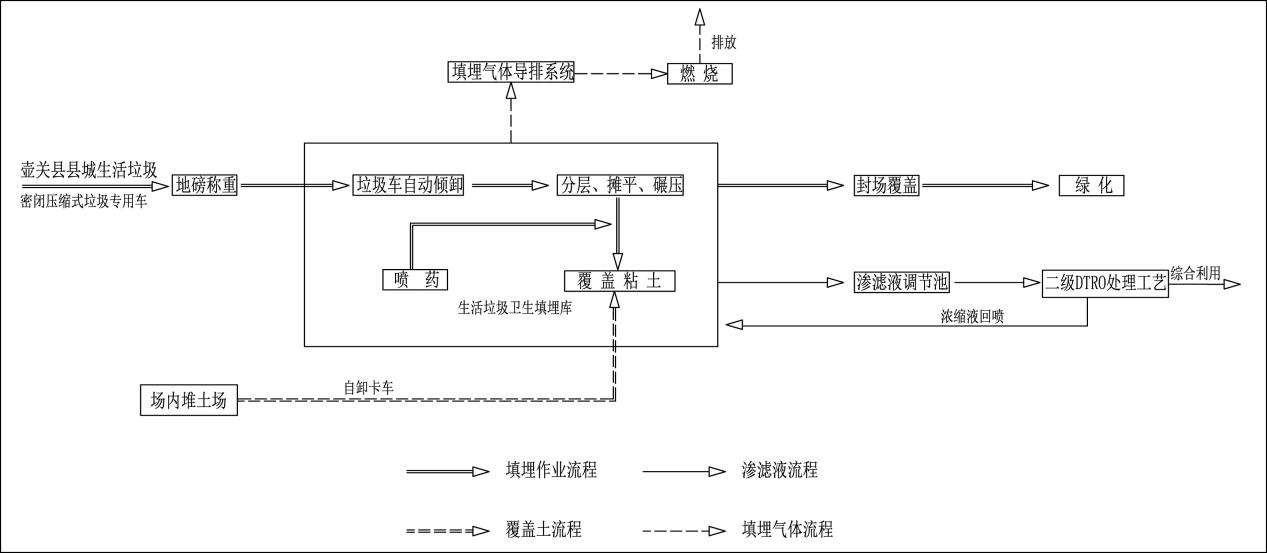 排放
填埋气体导排系统
燃 烧
壶关县县城生活垃圾
密闭压缩式垃圾专用车
地磅称重
垃圾车自动倾卸
分层、摊平、碾压
封场覆盖
绿 化
喷 药
覆 盖 粘 土
生活垃圾卫生填埋库
渗滤液调节池
二级DTRO处理工艺
综合利用
浓缩液回喷
场内堆土场
自卸卡车
填埋作业流程
渗滤液流程
覆盖土流程
填埋气体流程